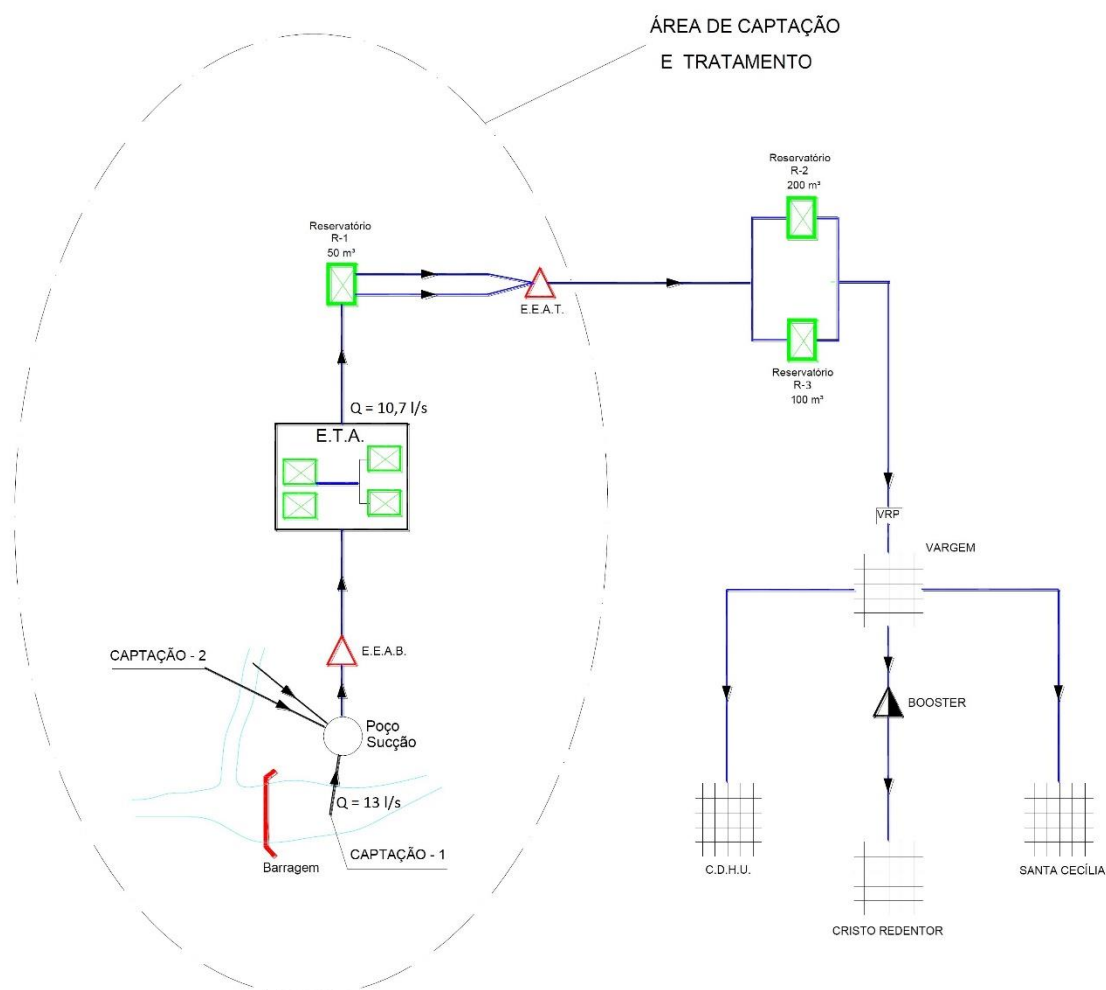 ÁREA DE CAPTAÇÃO
E TRATAMENTO
Reservatório
R-2
200 m³
Reservatório
R-1
50 m³
E.E.A.T.
Reservatório
R-3
100 m³
Q = 10,7 l/s
E.T.A.
VRP
VARGEM
E.E.A.B.
CAPTAÇÃO - 2
BOOSTER
Poço
Sucção
Q = 13 l/s
CAPTAÇÃO - 1
Barragem
C.D.H.U.
SANTA CECÍLIA
CRISTO REDENTOR